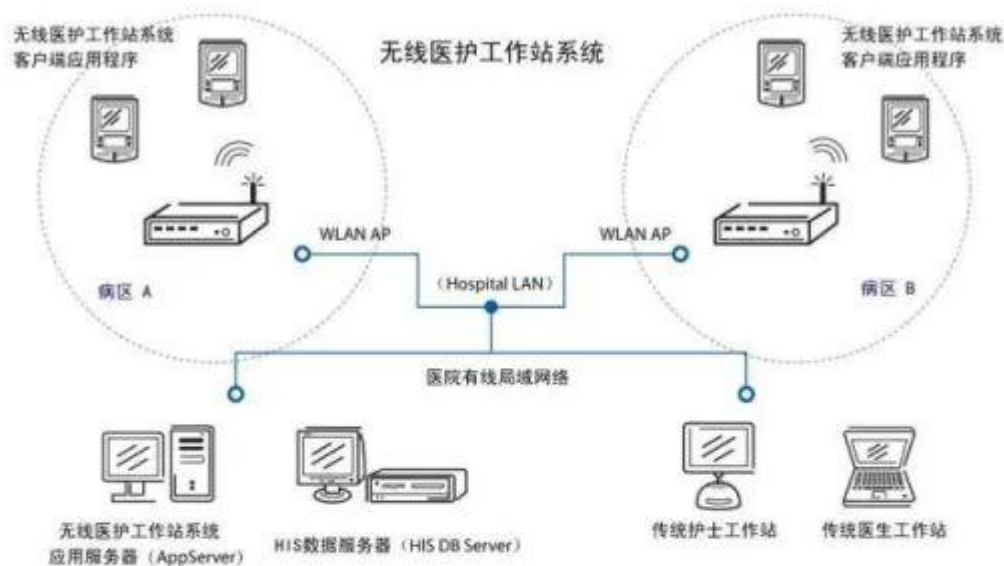 无线医护工作站系统
无线医护工作站系统
客户端应用程序
无线医护工作站系统
客户端应用程序
WLAN AP
WLAN AP
(Hospital LAN)
病区 A
病区 B
医院有线局域网络
无线医护工作站系统
应用服务器(AppServer)
HIS数据服务器(HIS DB Server)
传统护士工作站
传统医生工作站